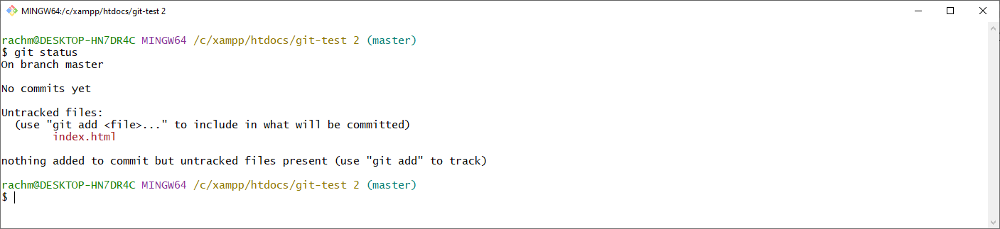 MINGW64:/c/xampp/htdocs/git-test 2
rachm@DESKTOP-HN7DR4C MINGW64 /c/xampp/htdocs/git-test 2 (master)
$ git status
On branch master
No commits yet
Untracked files:
  (use "git add <file>..." to include in what will be committed)
        index.html
nothing added to commit but untracked files present (use "git add" to track)
rachm@DESKTOP-HN7DR4C MINGW64 /c/xampp/htdocs/git-test 2 (master)
$